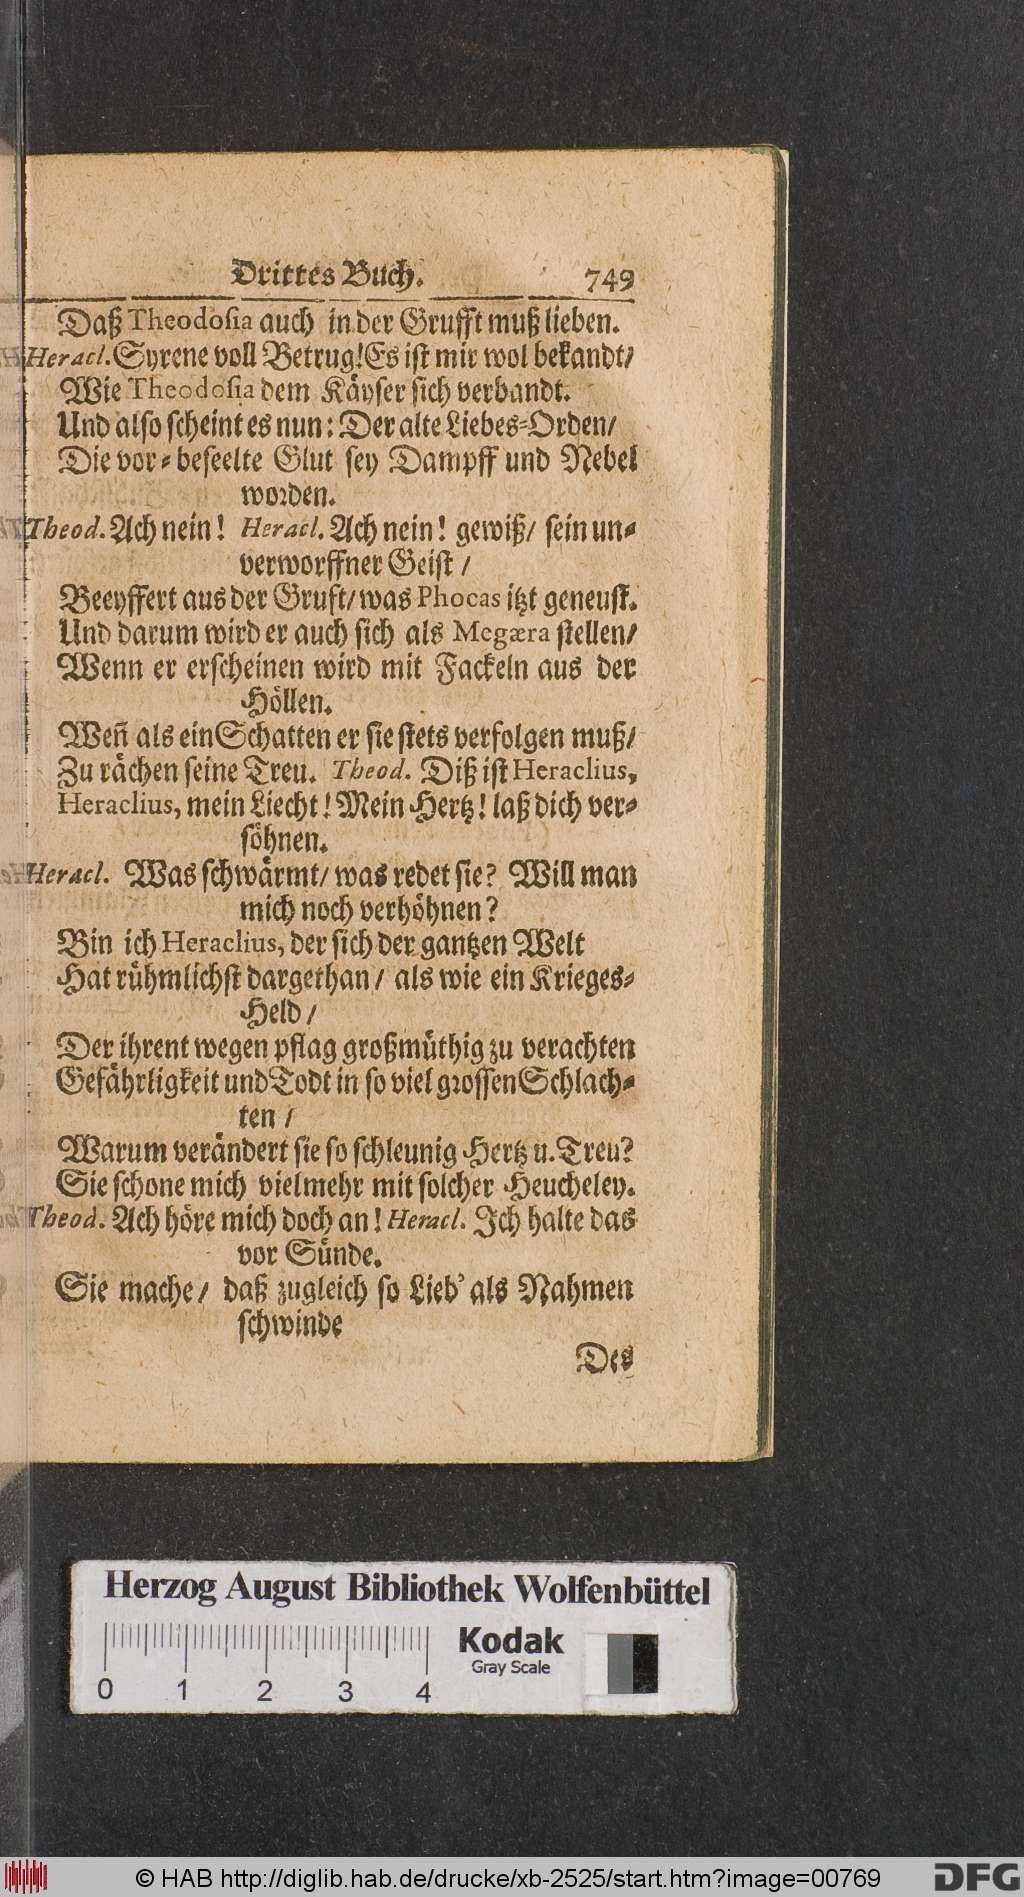 Drittes Buch. 749
Daß Theodosia auch in der Grufft muß lieben.
Heracl. Syrene voll Betrug! Es ist mir wol bekandt/
Wie Theodosia dem Käyser sich verbandt.
Und also scheint es nun: Der alte Liebes-Orden/
Die vor-beseelte Glut sey Dampff und Nebel
worden.
Theod. Ach nein! Heracl. Ach nein! gewiß/ sein un-
verworffner Geist/
Beeyffert aus der Gruft/ was Phocas itzt geneust.
Und darum wird er auch sich als Megæra stellen/
Wenn er erscheinen wird mit Fackeln aus der
Höllen.
Weñ als ein Schatten er sie stets verfolgen muß/
Zu rächen seine Treu. Theod. Diß ist Heraclius,
Heraclius, mein Liecht! Mein Hertz! laß dich ver-
söhnen.
Heracl. Was schwärmt/ was redet sie? Will man
mich noch verhöhnen?
Bin ich Heraclius, der sich der gantzen Welt
Hat rühmlichst dargethan/ als wie ein Krieges-
Held/
Der ihrent wegen pflag großmüthig zu verachten
Gefährligkeit und Todt in so viel grossen Schlach-
ten/
Warum verändert sie so schleunig Hertz u. Treu?
Sie schone mich vielmehr mit solcher Heucheley.
Theod. Ach höre mich doch an! Heracl. Ich halte das
vor Sünde.
Sie mache/ daß zugleich so Lieb' als Nahmen
schwinde
Des
Herzog August Bibliothek Wolfenbüttel
Kodak
Gray Scale
0 1 2 3 4
© HAB http://diglib.hab.de/drucke/xb-2525/start.htm?image=00769
DFG